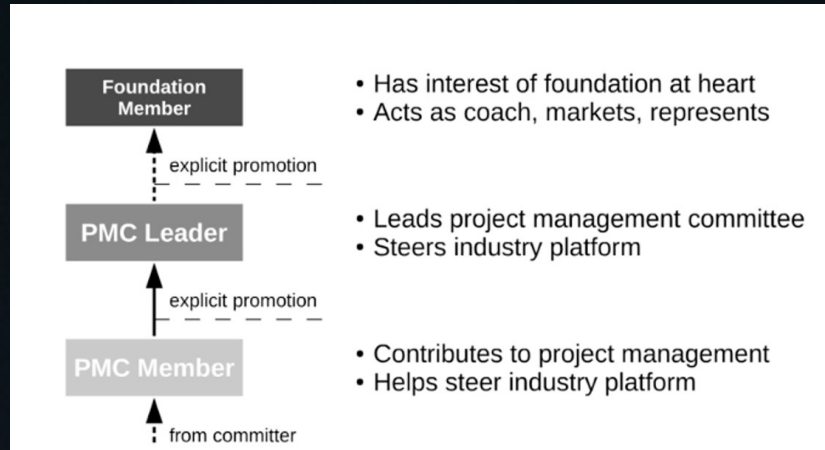 Foundation
Member
• Has interest of foundation at heart
• Acts as coach, markets, represents
explicit promotion
PMC Leader
• Leads project management committee
• Steers industry platform
explicit promotion
PMC Member
• Contributes to project management
• Helps steer industry platform
from committer